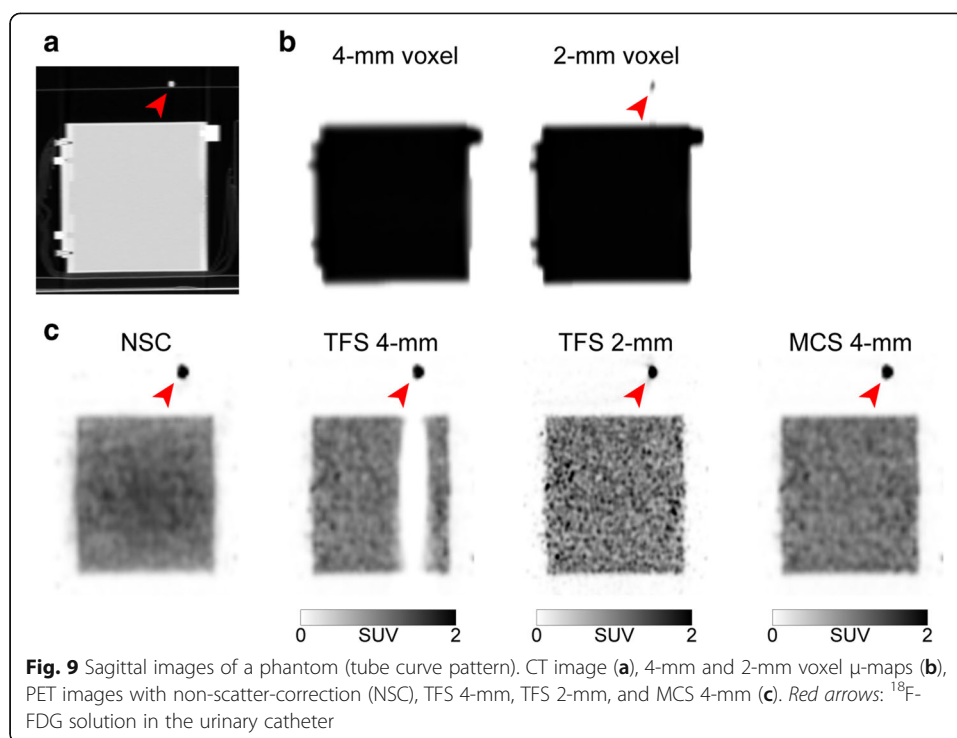 a
b
4-mm voxel
2-mm voxel
c
NSC
TFS 4-mm
TFS 2-mm
MCS 4-mm
0 SUV 2
0 SUV 2
0 SUV 2
Fig. 9 Sagittal images of a phantom (tube curve pattern). CT image (a), 4-mm and 2-mm voxel μ-maps (b),
PET images with non-scatter-correction (NSC), TFS 4-mm, TFS 2-mm, and MCS 4-mm (c). Red arrows: ¹⁸F-
FDG solution in the urinary catheter